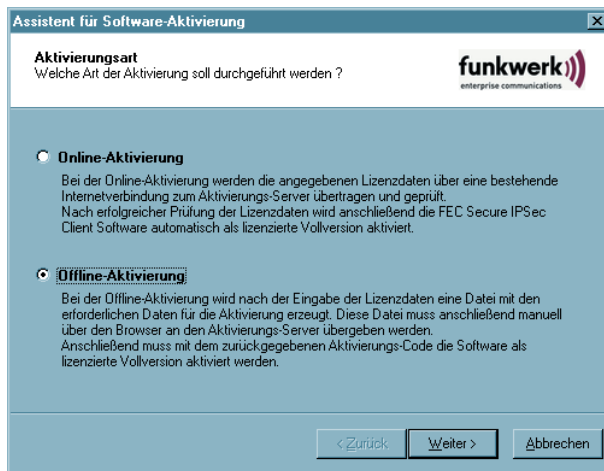 Assistent für Software-Aktivierung
Aktivierungsart
Welche Art der Aktivierung soll durchgeführt werden ?
funkwerk
enterprise communications
Online-Aktivierung
Bei der Online-Aktivierung werden die angegebenen Lizenzdaten über eine bestehende
Internetverbindung zum Aktivierungs-Server übertragen und geprüft.
Nach erfolgreicher Prüfung der Lizenzdaten wird anschließend die FEC Secure IPSec
Client Software automatisch als lizenzierte Vollversion aktiviert.
Offline-Aktivierung
Bei der Offline-Aktivierung wird nach der Eingabe der Lizenzdaten eine Datei mit den
erforderlichen Daten für die Aktivierung erzeugt. Diese Datei muss anschließend manuell
über den Browser an den Aktivierungs-Server übergeben werden.
Anschließend muss mit dem zurückgegebenen Aktivierungs-Code die Software als
lizenzierte Vollversion aktiviert werden.
< Zurück
Weiter >
Abbrechen